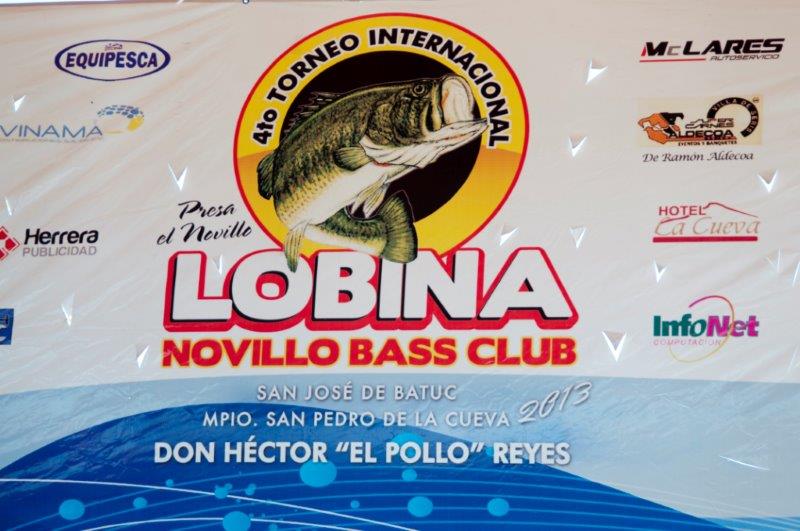 EQUIPESCA
VINAMA
Herrera
PUBLICIDAD
4to TORNEO INTERNACIONAL
Presa
el Novillo
LOBINA
NOVILLO BASS CLUB
SAN JOSÉ DE BATUC
MPIO. SAN PEDRO DE LA CUEVA 2013
DON HÉCTOR "EL POLLO" REYES
McLARES
AUTOSERVICIO
CARNES
ALDECOA
EVENTOS Y BANQUETES
De Ramón Aldecoa
HOTEL
La Cueva
InfoNet
COMPUTACION